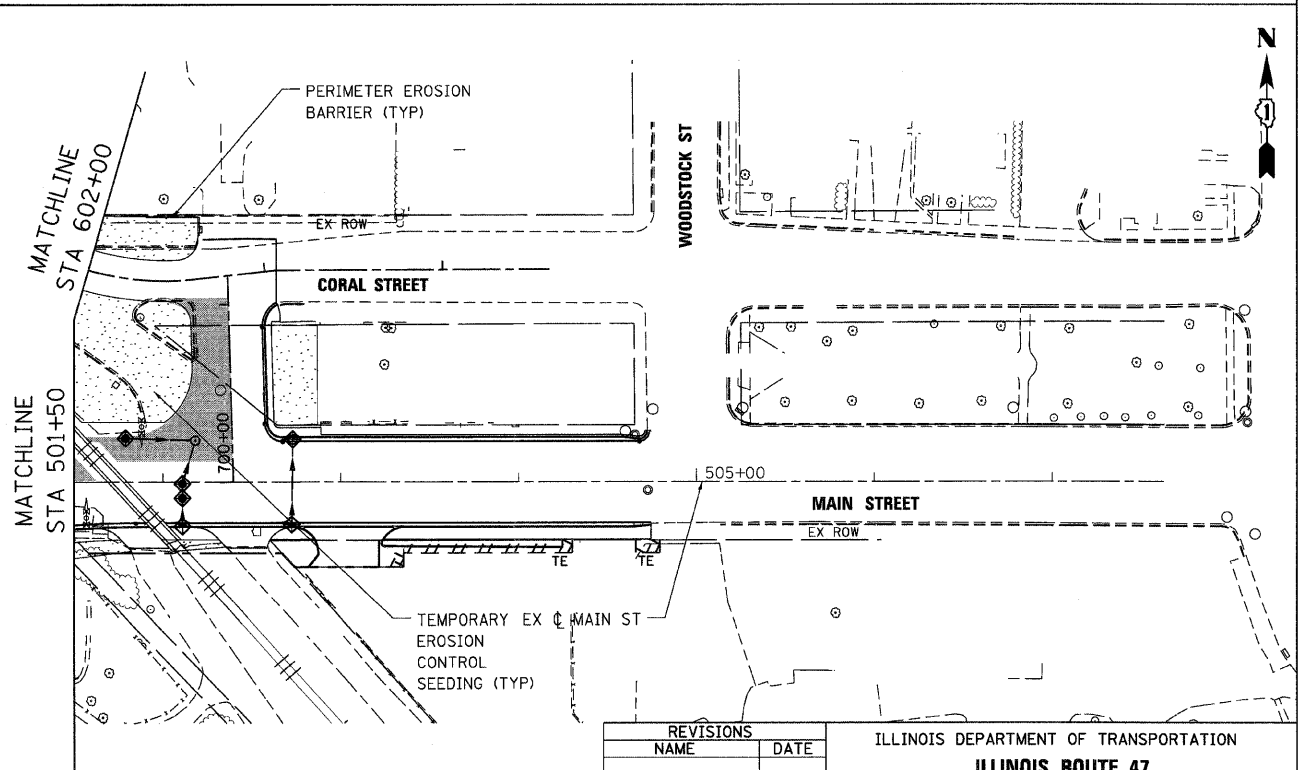 PERIMETER EROSION
BARRIER (TYP)
N
1
MATCHLINE
STA 602+00
WOODSTOCK ST
EX ROW
CORAL STREET
MATCHLINE
STA 501+50
700+00
505+00
MAIN STREET
EX ROW
TE
TE
TEMPORARY
EROSION
CONTROL
SEEDING (TYP)
EX ℄ MAIN ST
REVISIONS
NAME
DATE
ILLINOIS DEPARTMENT OF TRANSPORTATION
ILLINOIS ROUTE 47